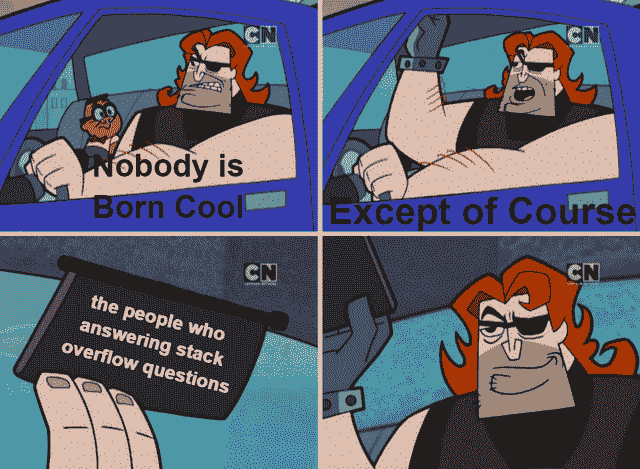 CN
CN
Nobody is
Born Cool
Except of Course
CN
the people who
answering stack
overflow questions
CN